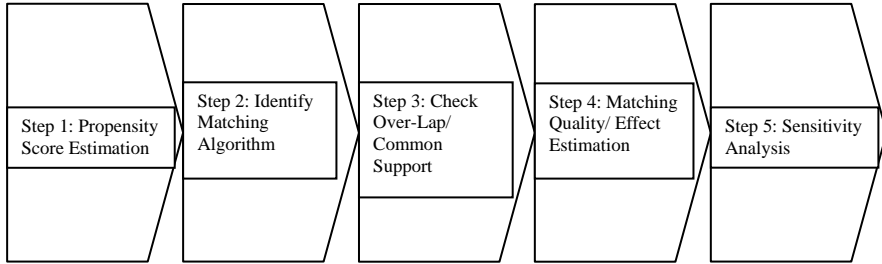 Step 1: Propensity
Score Estimation
Step 2: Identify
Matching
Algorithm
Step 3: Check
Over-Lap/
Common
Support
Step 4: Matching
Quality/ Effect
Estimation
Step 5: Sensitivity
Analysis